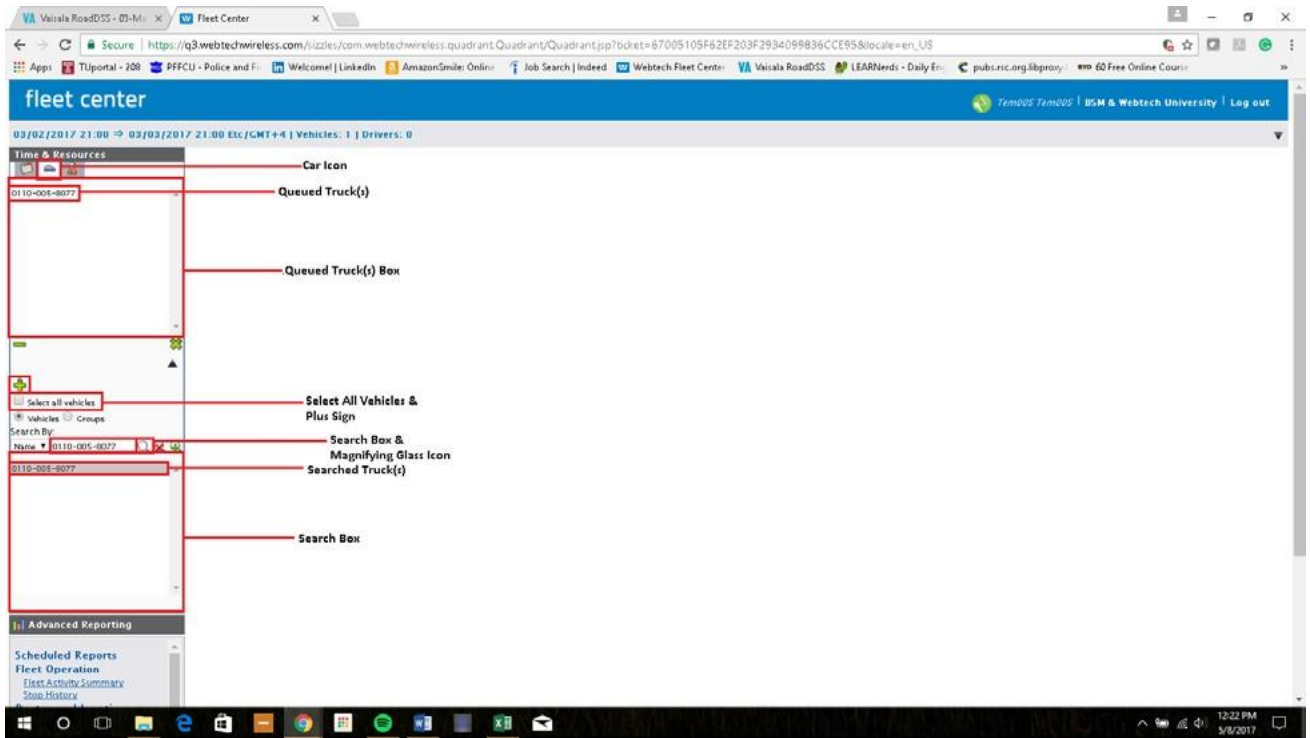 Vaisala RoadDSS - 03-Ma
Fleet Center
Secure | https://q3.webtechwireless.com/sizzles/com.webtechwireless.quadrant.Quadrant/Quadrant.jsp?ticket=67005105F62EF203F2934099836CCE95&locale=en_US
Apps TUportal - 208 PFFCU - Police and Fi Welcome! | LinkedIn AmazonSmile: Online Job Search | Indeed Webtech Fleet Center Vaisala RoadDSS LEARNerds - Daily En pubs.rsc.org.libproxy. 60 Free Online Course
fleet center
Tem005 Tem005 | BSM & Webtech University | Log out
03/02/2017 21:00 ⇒ 03/03/2017 21:00 Etc/GMT+4 | Vehicles: 1 | Drivers: 0
Time & Resources
Car Icon
0110-005-8077
Queued Truck(s)
Queued Truck(s) Box
Select all vehicles
Select All Vehicles &
Plus Sign
Vehicles Groups
Search By:
Name 0110-005-8077
Search Box &
Magnifying Glass Icon
0110-005-8077
Searched Truck(s)
Search Box
Advanced Reporting
Scheduled Reports
Fleet Operation
Fleet Activity Summary
Stop History
12:22 PM
5/8/2017